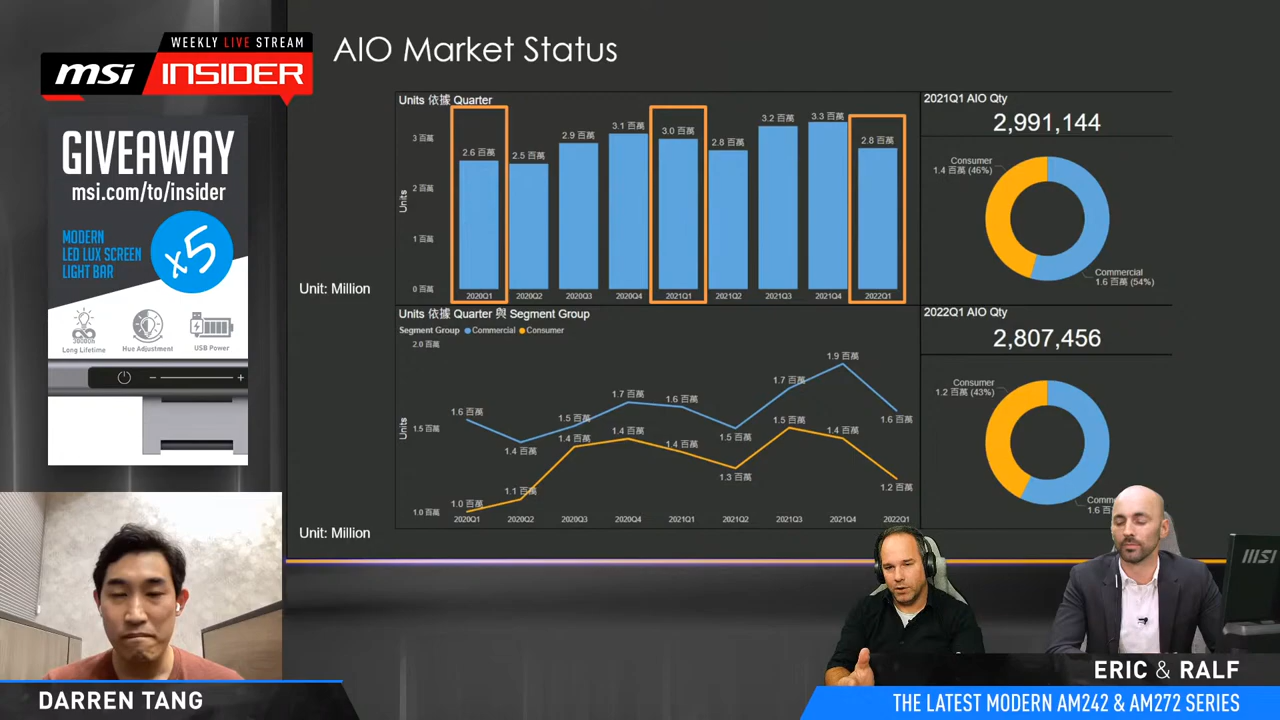 WEEKLY LIVE STREAM
msi INSIDER
GIVEAWAY
msi.com/to/insider
MODERN
LED LUX SCREEN
LIGHT BAR
x5
30000h
Long Lifetime
Hue Adjustment
USB Power
AIO Market Status
Units 依據 Quarter
3 百萬
2 百萬
1 百萬
0 百萬
Units
2.6 百萬
2.5 百萬
2.9 百萬
3.1 百萬
3.0 百萬
2.8 百萬
3.2 百萬
3.3 百萬
2.8 百萬
2020Q1
2020Q2
2020Q3
2020Q4
2021Q1
2021Q2
2021Q3
2021Q4
2022Q1
Unit: Million
2021Q1 AIO Qty
2,991,144
Consumer
1.4 百萬 (46%)
Commercial
1.6 百萬 (54%)
Units 依據 Quarter 與 Segment Group
Segment Group Commercial Consumer
2.0 百萬
1.5 百萬
1.0 百萬
Units
1.6 百萬
1.4 百萬
1.5 百萬
1.7 百萬
1.6 百萬
1.5 百萬
1.7 百萬
1.9 百萬
1.6 百萬
1.0 百萬
1.1 百萬
1.4 百萬
1.4 百萬
1.4 百萬
1.3 百萬
1.5 百萬
1.4 百萬
1.2 百萬
2020Q1
2020Q2
2020Q3
2020Q4
2021Q1
2021Q2
2021Q3
2021Q4
2022Q1
Unit: Million
2022Q1 AIO Qty
2,807,456
Consumer
1.2 百萬 (43%)
1.6
msi
DARREN TANG
ERIC & RALF
THE LATEST MODERN AM242 & AM272 SERIES